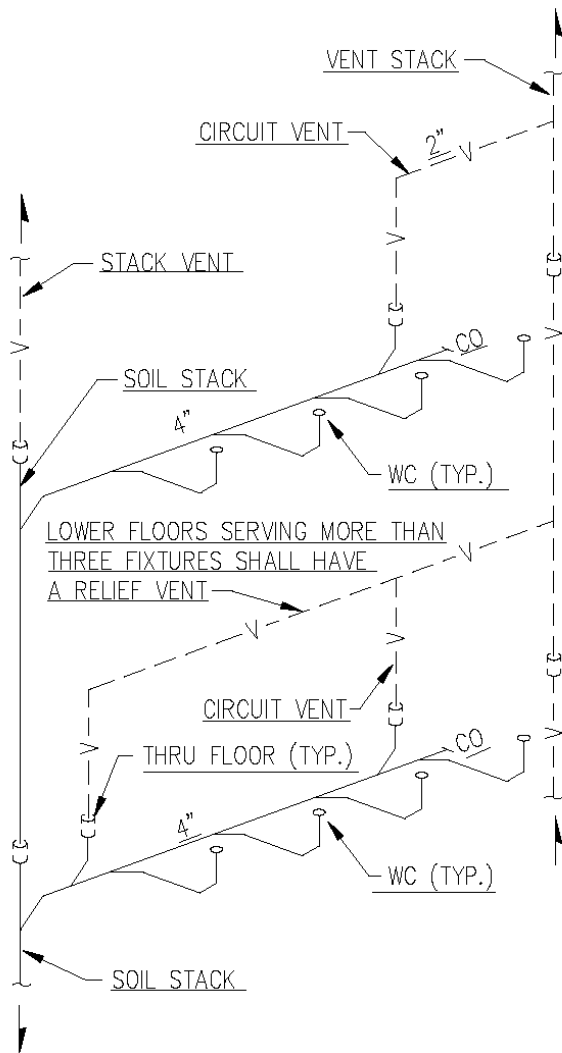 VENT STACK
CIRCUIT VENT
2"
V
V
STACK VENT
V
V
V
SOIL STACK
CO
4"
WC (TYP.)
LOWER FLOORS SERVING MORE THAN
THREE FIXTURES SHALL HAVE
A RELIEF VENT
V
V
V
CIRCUIT VENT
V
CO
V
THRU FLOOR (TYP.)
4"
WC (TYP.)
SOIL STACK